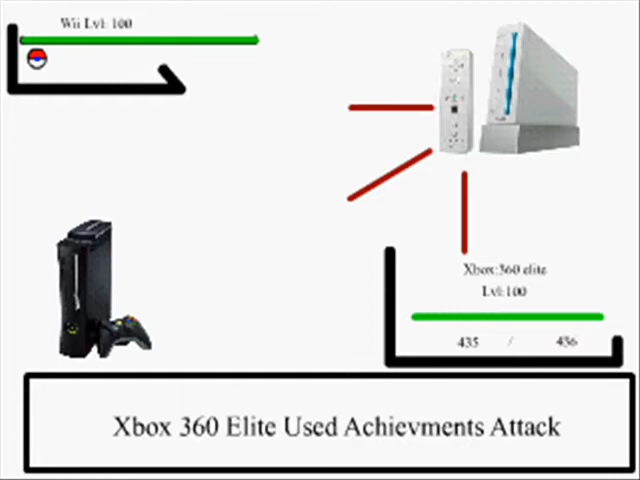 Wii Lvl: 100
Xbox:360 elite
Lvl:100
435 / 436
Xbox 360 Elite Used Achievments Attack